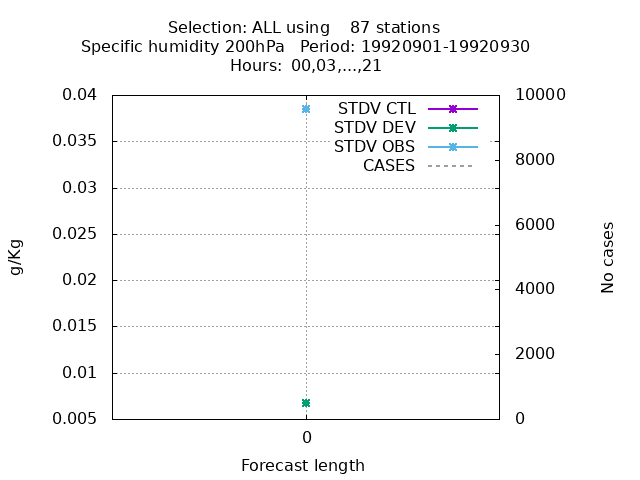 Selection: ALL using    87 stations
Specific humidity 200hPa   Period: 19920901-19920930
Hours:  00,03,...,21
0.04
0.035
0.03
0.025
0.02
0.015
0.01
0.005
g/Kg
STDV CTL
STDV DEV
STDV OBS
CASES
10000
8000
6000
4000
2000
0
No cases
0
Forecast length